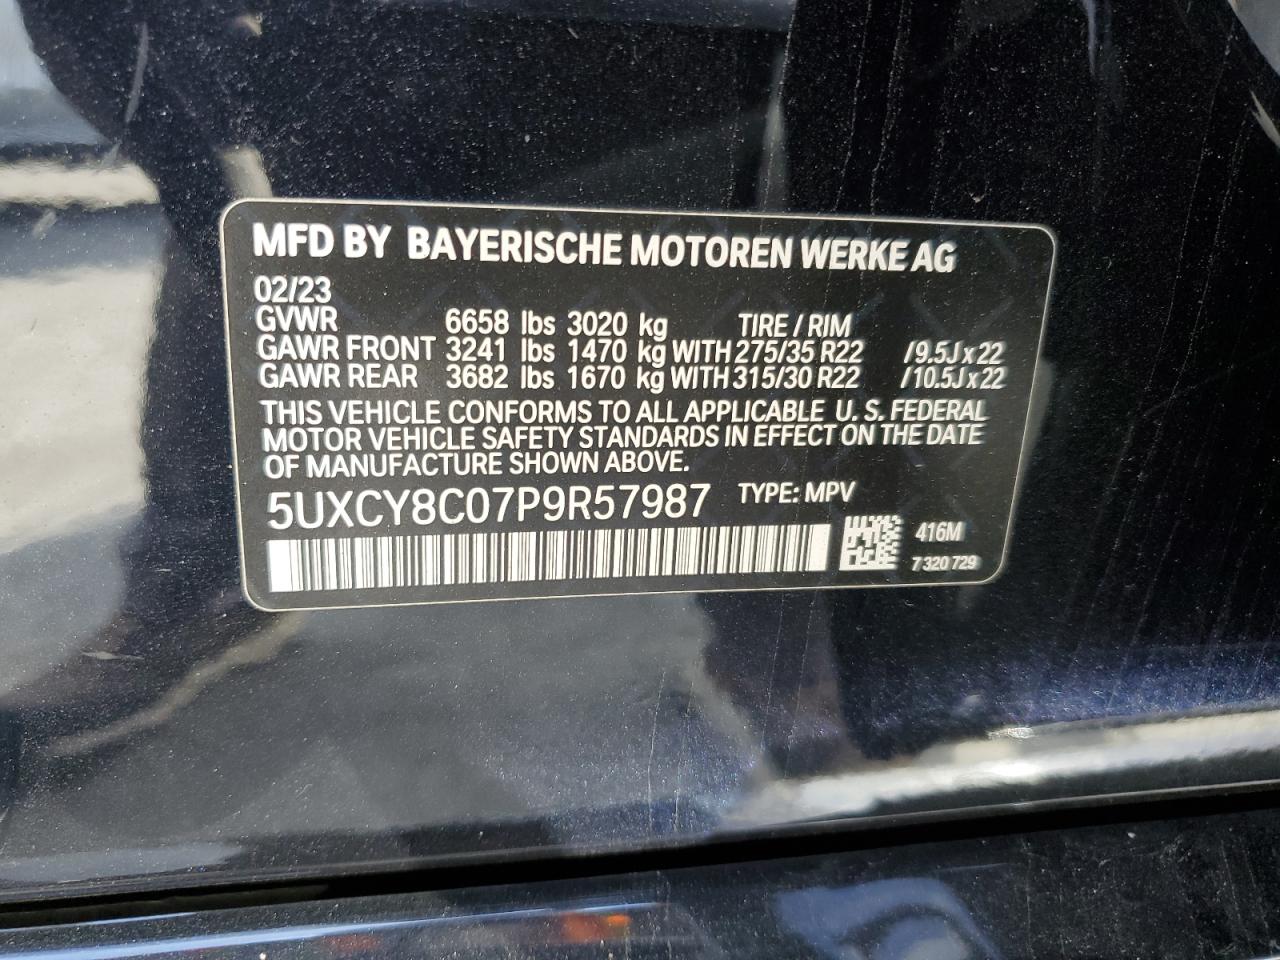 MFD BY BAYERISCHE MOTOREN WERKE AG
02/23
GVWR 6658 lbs 3020 kg TIRE / RIM
GAWR FRONT 3241 lbs 1470 kg WITH 275/35 R22 /9.5J x 22
GAWR REAR 3682 lbs 1670 kg WITH 315/30 R22 /10.5J x 22
THIS VEHICLE CONFORMS TO ALL APPLICABLE U. S. FEDERAL
MOTOR VEHICLE SAFETY STANDARDS IN EFFECT ON THE DATE
OF MANUFACTURE SHOWN ABOVE.
5UXCY8C07P9R57987 TYPE: MPV
416M
7 320 729